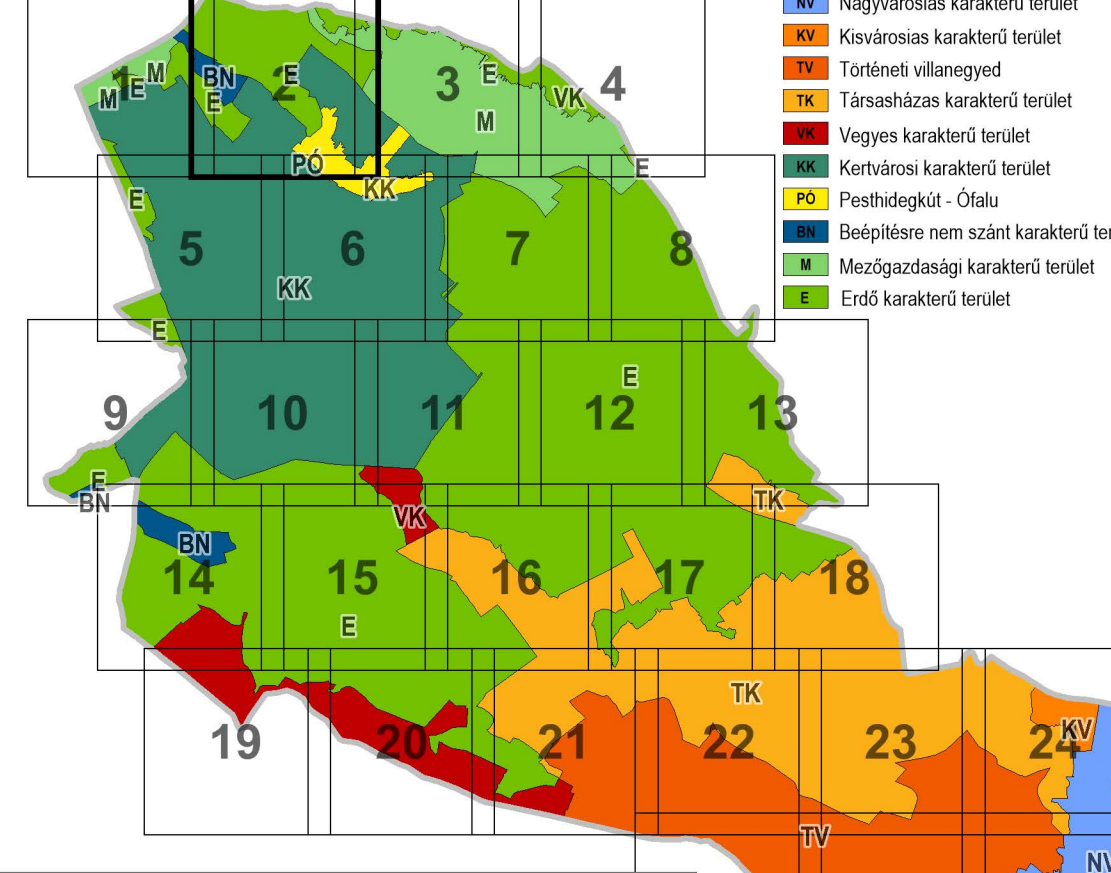 NV Nagyvárosias karakterű terület
KV Kisvárosias karakterű terület
TV Történeti villanegyed
TK Társasházas karakterű terület
VK Vegyes karakterű terület
KK Kertvárosi karakterű terület
PÓ Pesthidegkút - Ófalu
BN Beépítésre nem szánt karakterű ter
M Mezőgazdasági karakterű terület
E Erdő karakterű terület
1 M E M
BN E 2 E
3 E M
VK 4
PÓ KK E
E
5 6 7 8
KK
E
E
9 10 11 12 13
E
BN
VK TK
BN
14 15 16 17 18
E
TK
19 20 21 22 23 24 KV
TV
NV